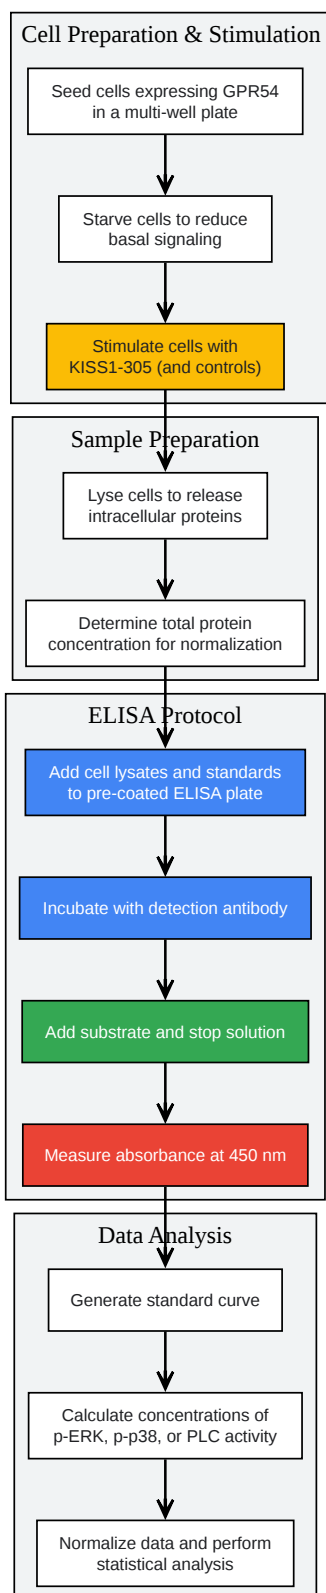 Cell Preparation & Stimulation
Seed cells expressing GPR54
in a multi-well plate
Starve cells to reduce
basal signaling
Stimulate cells with
KISS1-305 (and controls)
Sample Preparation
Lyse cells to release
intracellular proteins
Determine total protein
concentration for normalization
ELISA Protocol
Add cell lysates and standards
to pre-coated ELISA plate
Incubate with detection antibody
Add substrate and stop solution
Measure absorbance at 450 nm
Data Analysis
Generate standard curve
Calculate concentrations of
p-ERK, p-p38, or PLC activity
Normalize data and perform
statistical analysis